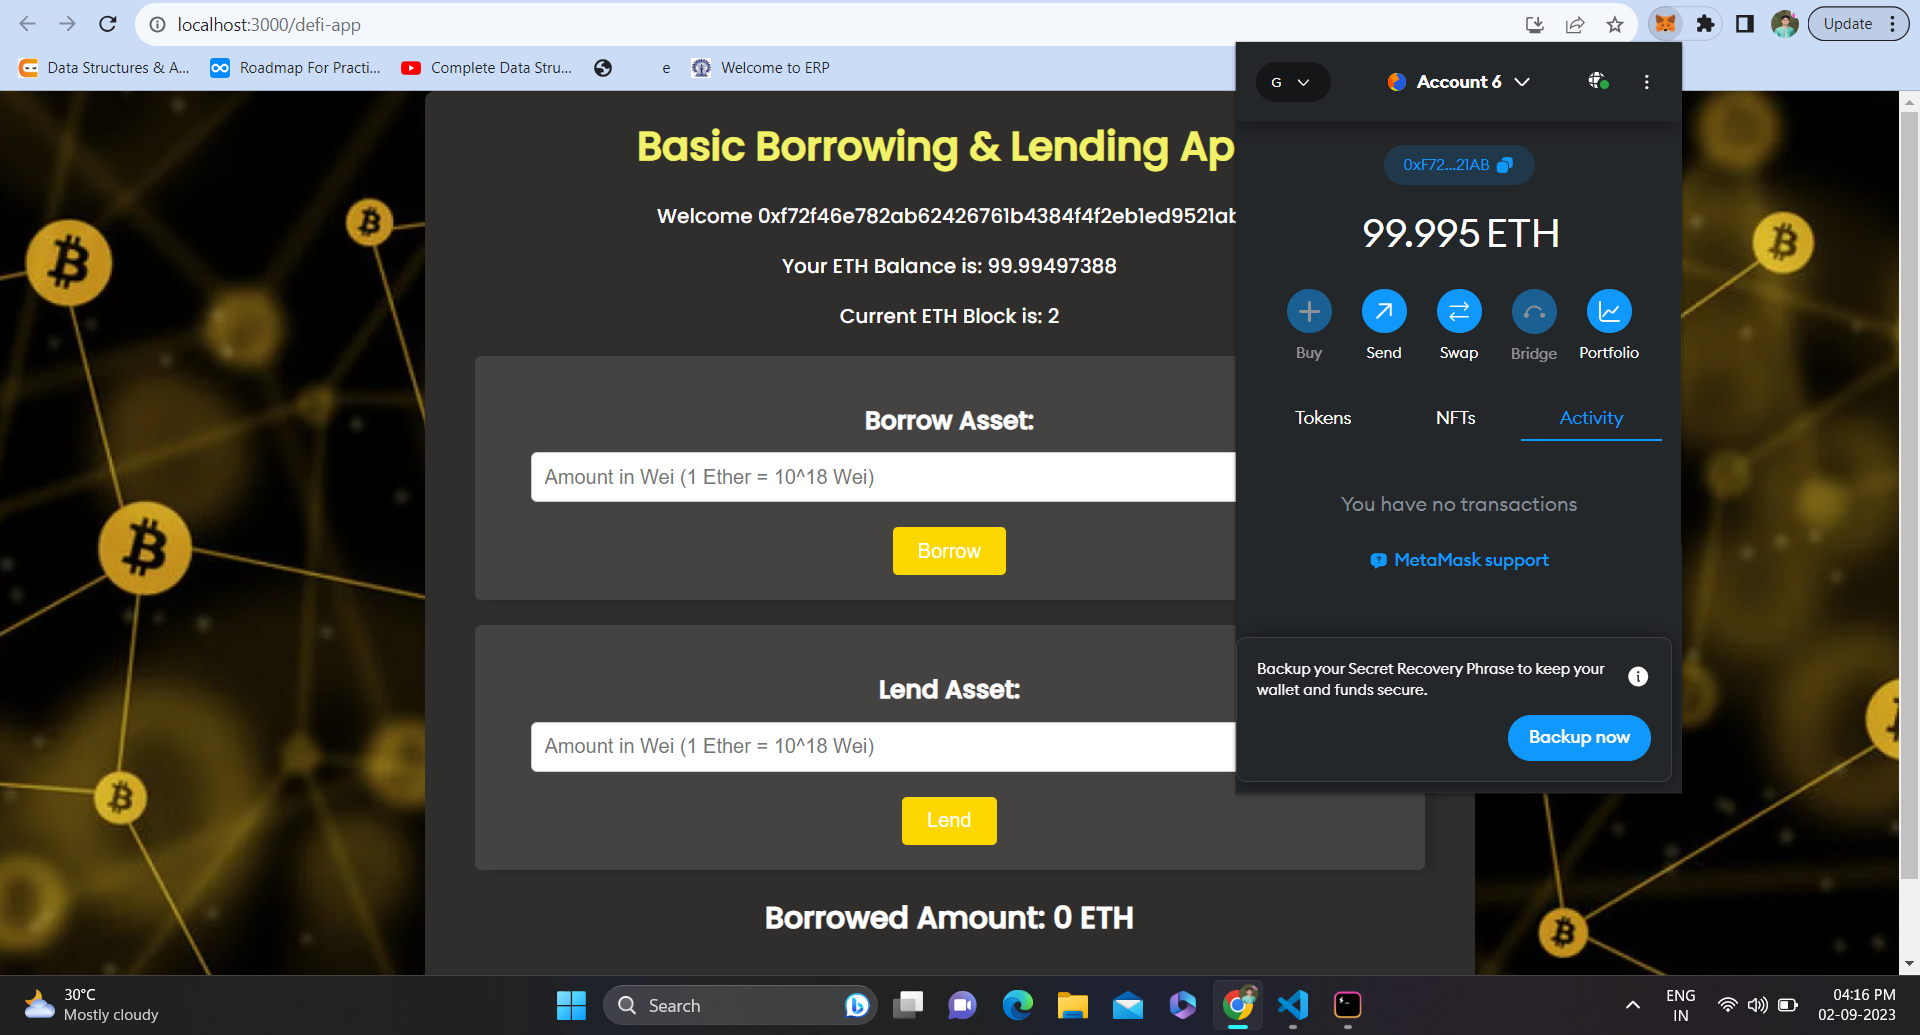 localhost:3000/defi-app
Update
Data Structures & A...
Roadmap For Practi...
Complete Data Stru...
e
Welcome to ERP
Basic Borrowing & Lending Ap
Welcome 0xf72f46e782ab62426761b4384f4f2eb1ed9521ab
Your ETH Balance is: 99.99497388
Current ETH Block is: 2
Borrow Asset:
Amount in Wei (1 Ether = 10^18 Wei)
Borrow
Lend Asset:
Amount in Wei (1 Ether = 10^18 Wei)
Lend
Borrowed Amount: 0 ETH
G
Account 6
0xF72...21AB
99.995 ETH
Buy
Send
Swap
Bridge
Portfolio
Tokens
NFTs
Activity
You have no transactions
MetaMask support
Backup your Secret Recovery Phrase to keep your
wallet and funds secure.
Backup now
30°C
Mostly cloudy
Search
ENG
IN
04:16 PM
02-09-2023